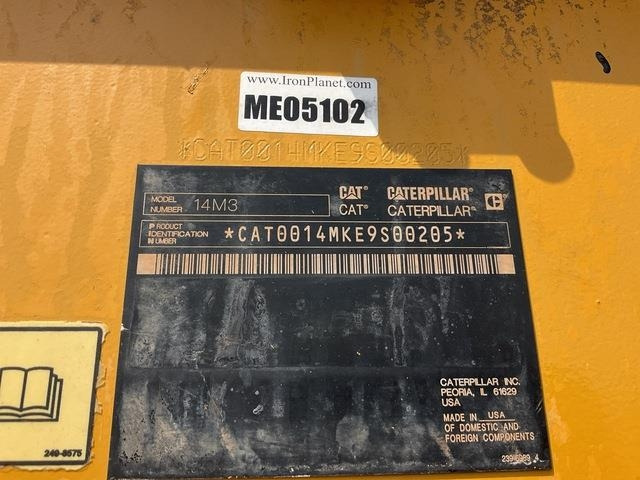 www.IronPlanet.com
ME05102
*CAT0014MKE9S00205*
MODEL NUMBER 14M3
CAT® CATERPILLAR®
CAT® CATERPILLAR®
PRODUCT IDENTIFICATION NUMBER *CAT0014MKE9S00205*
CATERPILLAR INC.
PEORIA, IL 61629
USA
MADE IN USA
OF DOMESTIC AND
FOREIGN COMPONENTS
249-8575